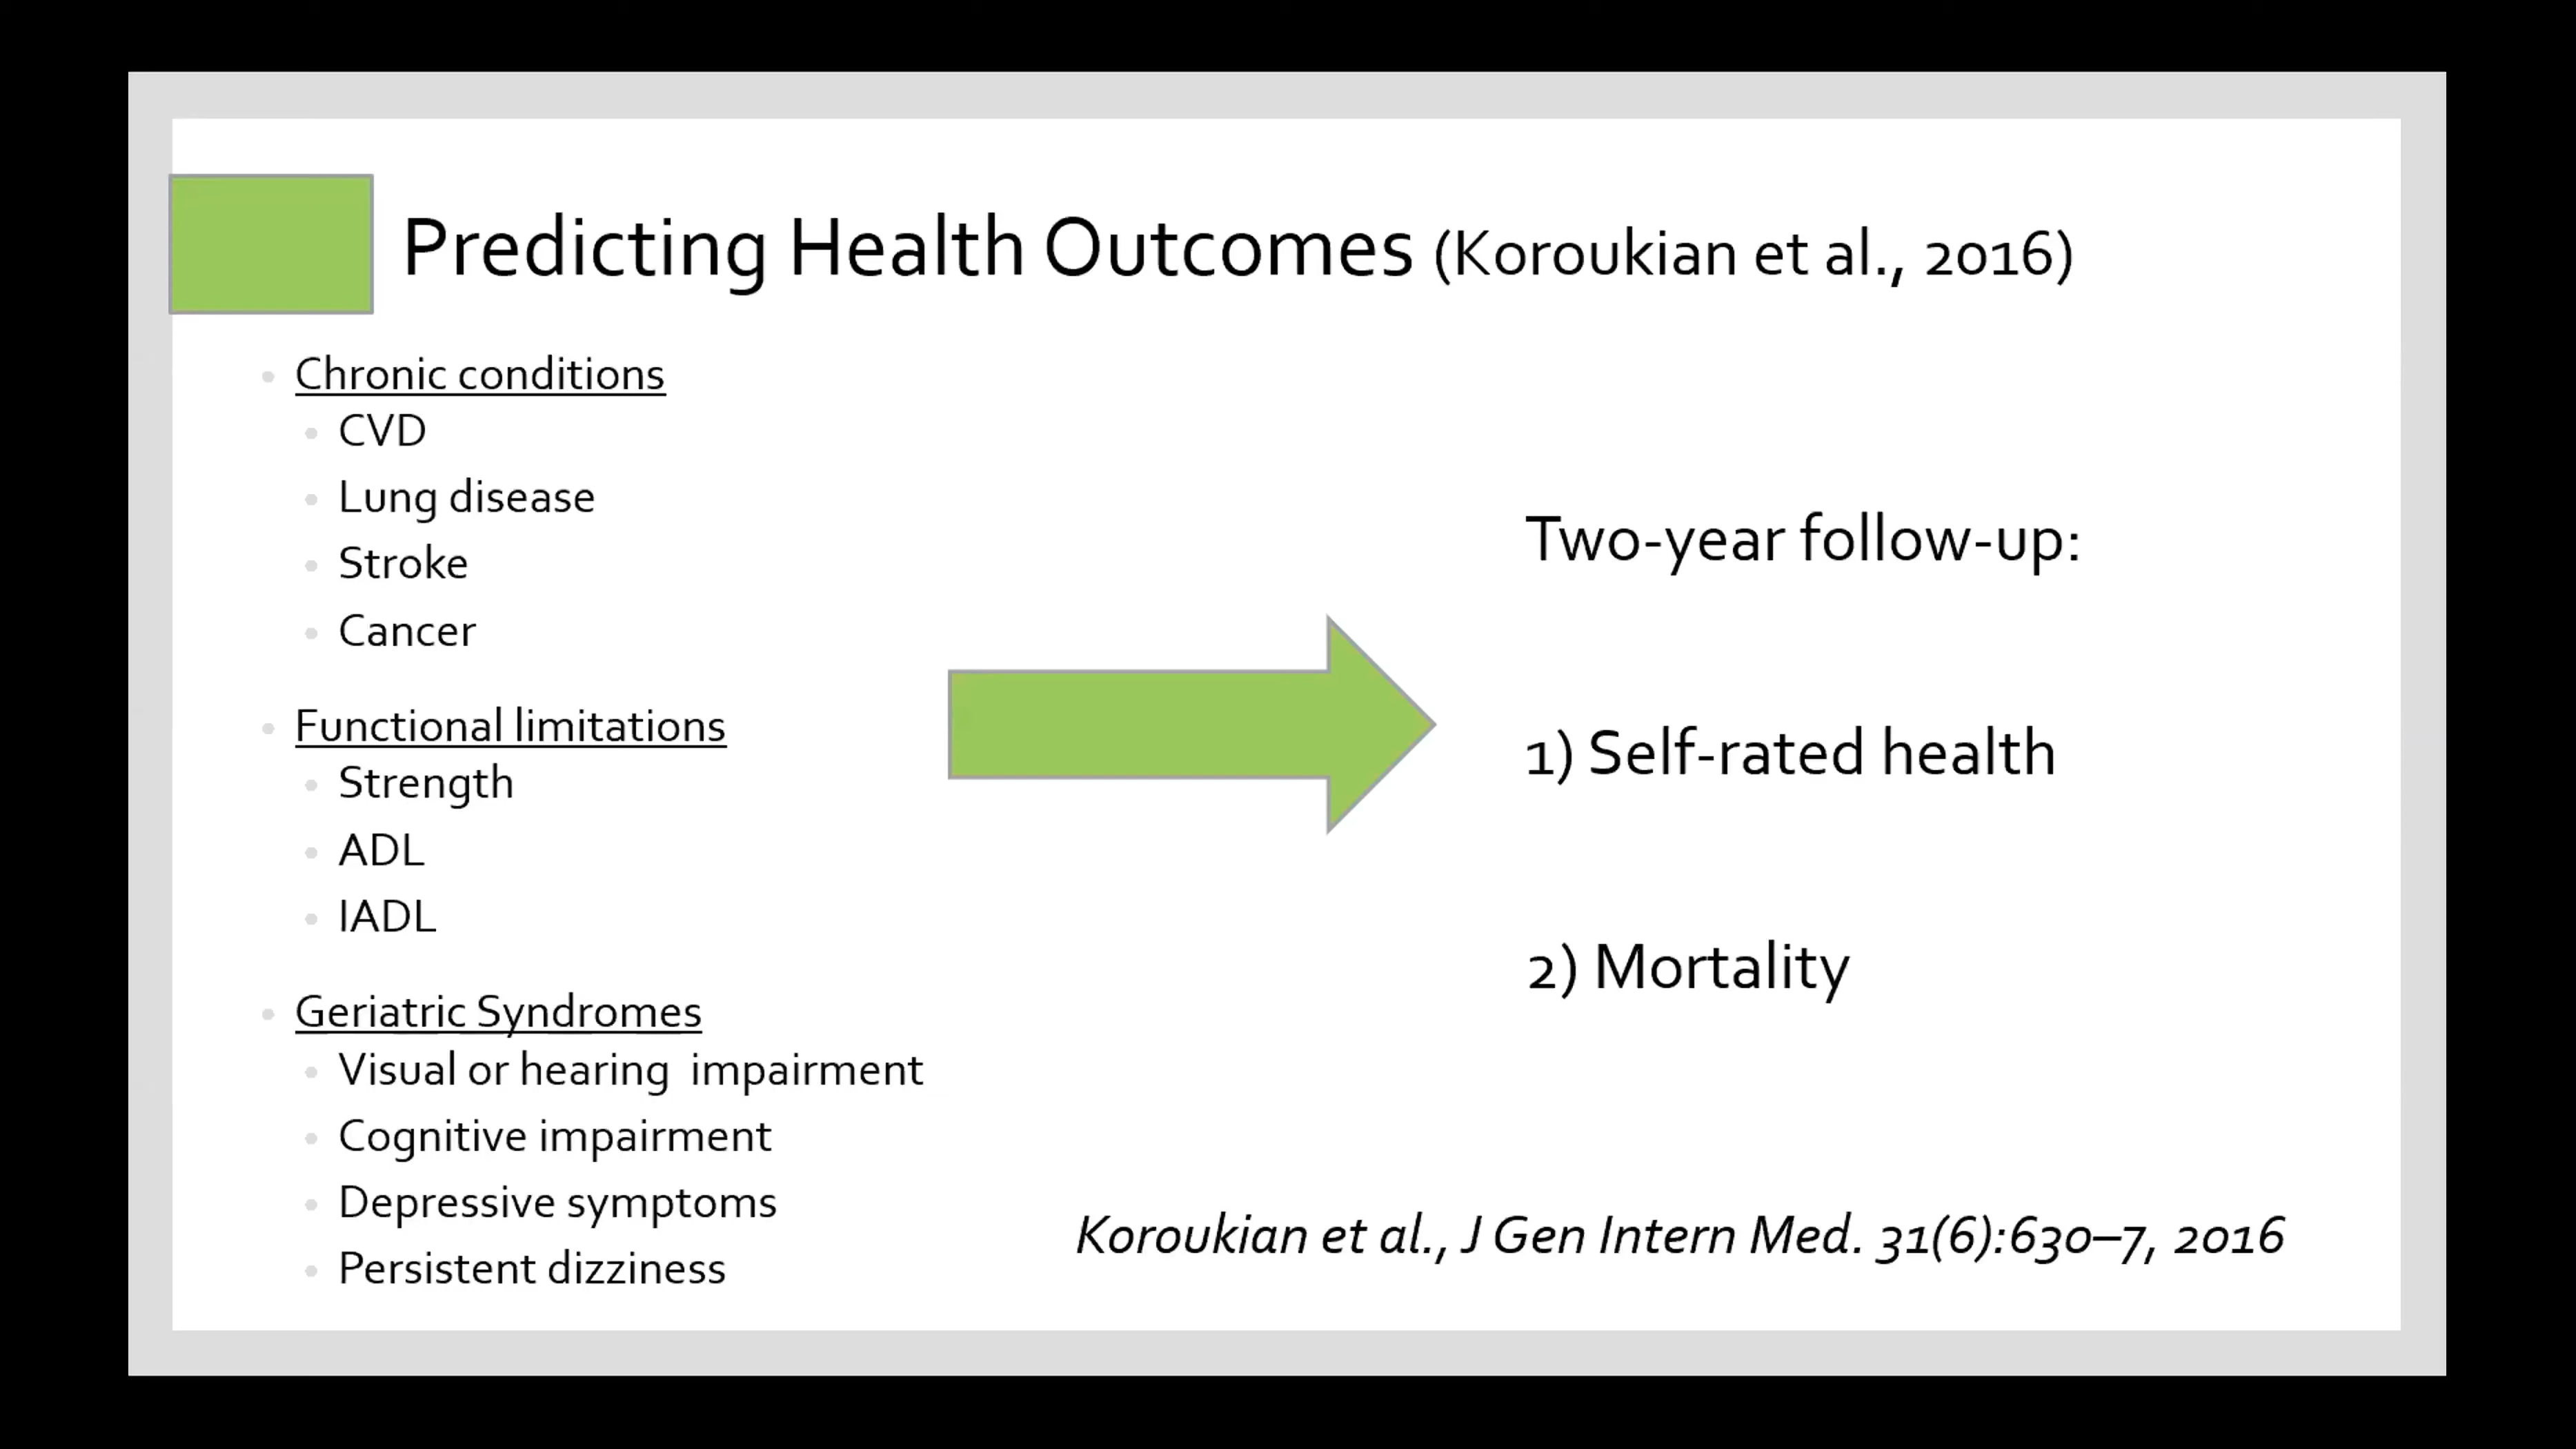 Predicting Health Outcomes (Koroukian et al., 2016)
Chronic conditions
CVD
Lung disease
Stroke
Cancer
Functional limitations
Strength
ADL
IADL
Geriatric Syndromes
Visual or hearing  impairment
Cognitive impairment
Depressive symptoms
Persistent dizziness
Two-year follow-up:
1) Self-rated health
2) Mortality
Koroukian et al., J Gen Intern Med. 31(6):630–7, 2016